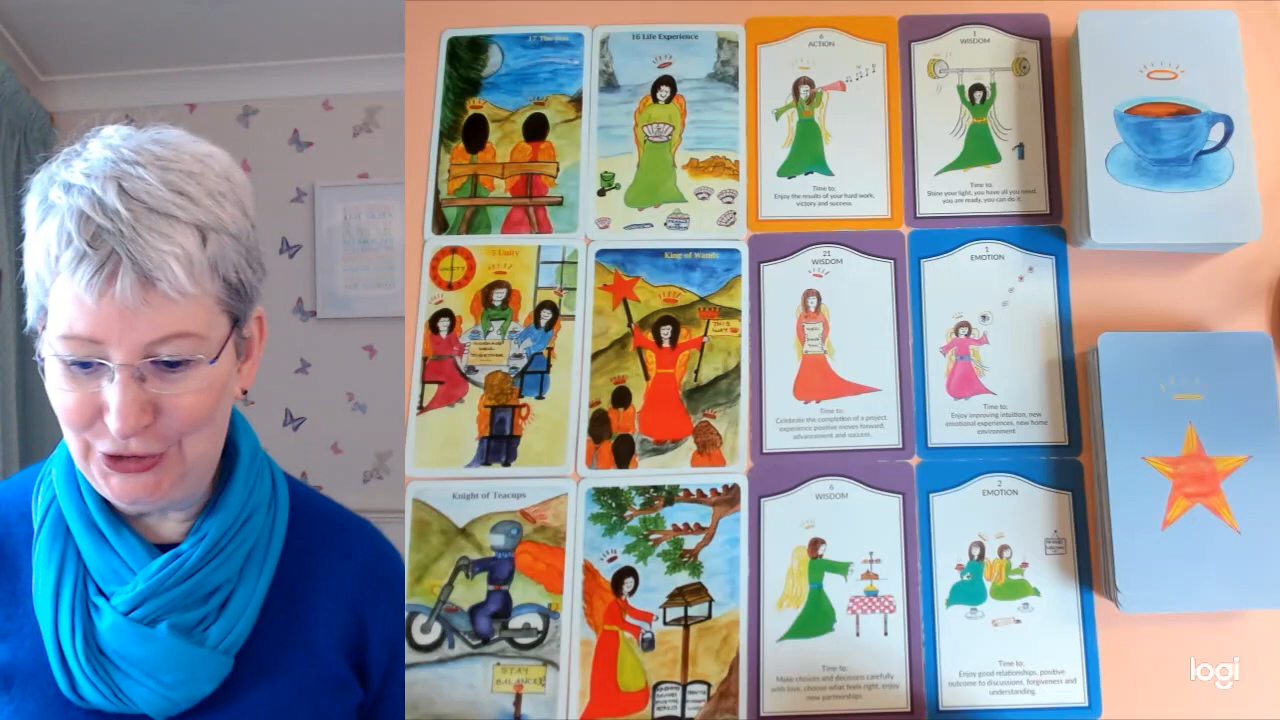 17 The Sun
16 Life Experience
6
ACTION
Time to:
Enjoy the results of your hard work,
victory and success.
1
WISDOM
Time to:
Shine your light, you have all you need,
you are ready, you can do it.
5 Unity
UNITY
King of Wands
THIS
WAY
21
WISDOM
Time to:
Celebrate the completion of a project,
experience positive moves forward,
advancement and success.
1
EMOTION
Time to:
Enjoy improving intuition, new
emotional experiences, new home
environment.
Knight of Teacups
STAY
BALANCED
6
WISDOM
Time to:
Make choices and decisions carefully
with love, choose what feels right, enjoy
new partnerships.
2
EMOTION
Time to:
Enjoy good relationships, positive
outcome to discussions, forgiveness and
understanding.
logi